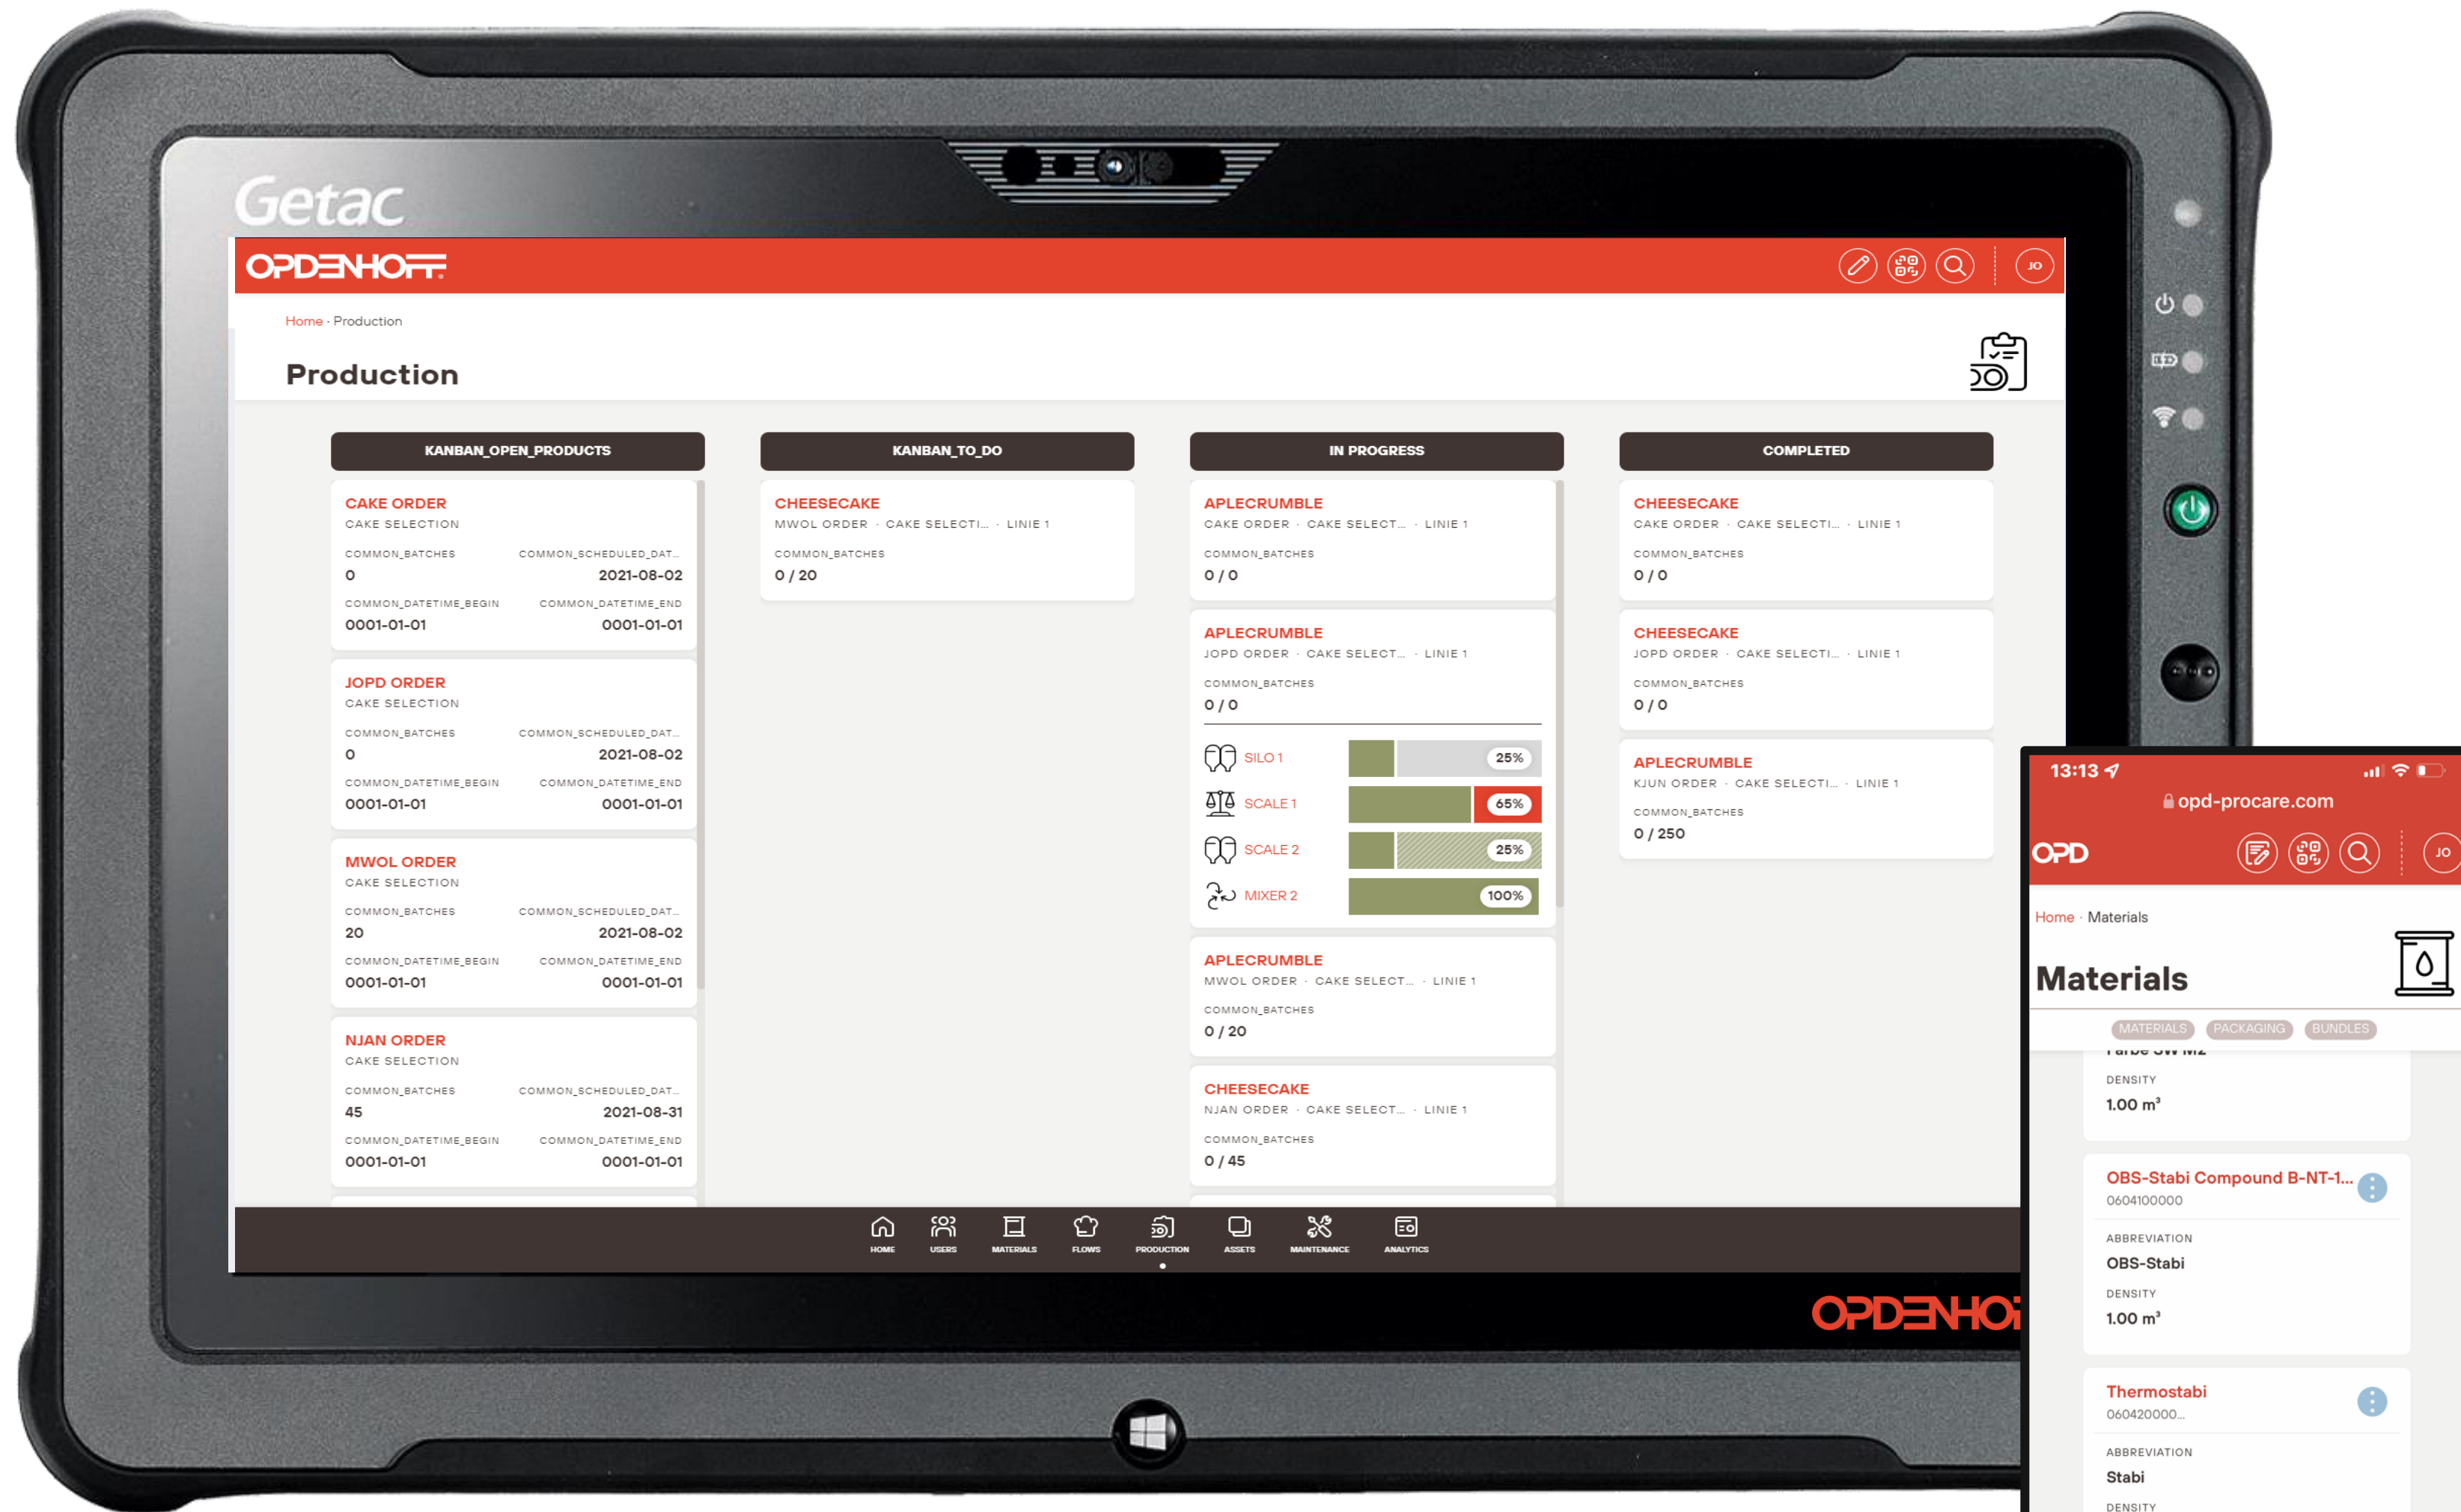 Getac
OPDENHOFF
JO
Home · Production
Production
KANBAN_OPEN_PRODUCTS
CAKE ORDER
CAKE SELECTION
COMMON_BATCHES COMMON_SCHEDULED_DAT...
0 2021-08-02
COMMON_DATETIME_BEGIN COMMON_DATETIME_END
0001-01-01 0001-01-01
JOPD ORDER
CAKE SELECTION
COMMON_BATCHES COMMON_SCHEDULED_DAT...
0 2021-08-02
COMMON_DATETIME_BEGIN COMMON_DATETIME_END
0001-01-01 0001-01-01
MWOL ORDER
CAKE SELECTION
COMMON_BATCHES COMMON_SCHEDULED_DAT...
20 2021-08-02
COMMON_DATETIME_BEGIN COMMON_DATETIME_END
0001-01-01 0001-01-01
NJAN ORDER
CAKE SELECTION
COMMON_BATCHES COMMON_SCHEDULED_DAT...
45 2021-08-31
COMMON_DATETIME_BEGIN COMMON_DATETIME_END
0001-01-01 0001-01-01
KANBAN_TO_DO
CHEESECAKE
MWOL ORDER · CAKE SELECTI... · LINIE 1
COMMON_BATCHES
0 / 20
IN PROGRESS
APLECRUMBLE
CAKE ORDER · CAKE SELECT... · LINIE 1
COMMON_BATCHES
0 / 0
APLECRUMBLE
JOPD ORDER · CAKE SELECT... · LINIE 1
COMMON_BATCHES
0 / 0
SILO 1 25%
SCALE 1 65%
SCALE 2 25%
MIXER 2 100%
APLECRUMBLE
MWOL ORDER · CAKE SELECT... · LINIE 1
COMMON_BATCHES
0 / 20
CHEESECAKE
NJAN ORDER · CAKE SELECT... · LINIE 1
COMMON_BATCHES
0 / 45
COMPLETED
CHEESECAKE
CAKE ORDER · CAKE SELECTI... · LINIE 1
COMMON_BATCHES
0 / 0
CHEESECAKE
JOPD ORDER · CAKE SELECTI... · LINIE 1
COMMON_BATCHES
0 / 0
APLECRUMBLE
KJUN ORDER · CAKE SELECTI... · LINIE 1
COMMON_BATCHES
0 / 250
HOME USERS MATERIALS FLOWS PRODUCTION ASSETS MAINTENANCE ANALYTICS
OPDENHO
13:13
opd-procare.com
OPD JO
Home · Materials
Materials
MATERIALS PACKAGING BUNDLES
Farbe SW M2
DENSITY
1.00 m³
OBS-Stabi Compound B-NT-1...
0604100000
ABBREVIATION
OBS-Stabi
DENSITY
1.00 m³
Thermostabi
060420000...
ABBREVIATION
Stabi
DENSITY